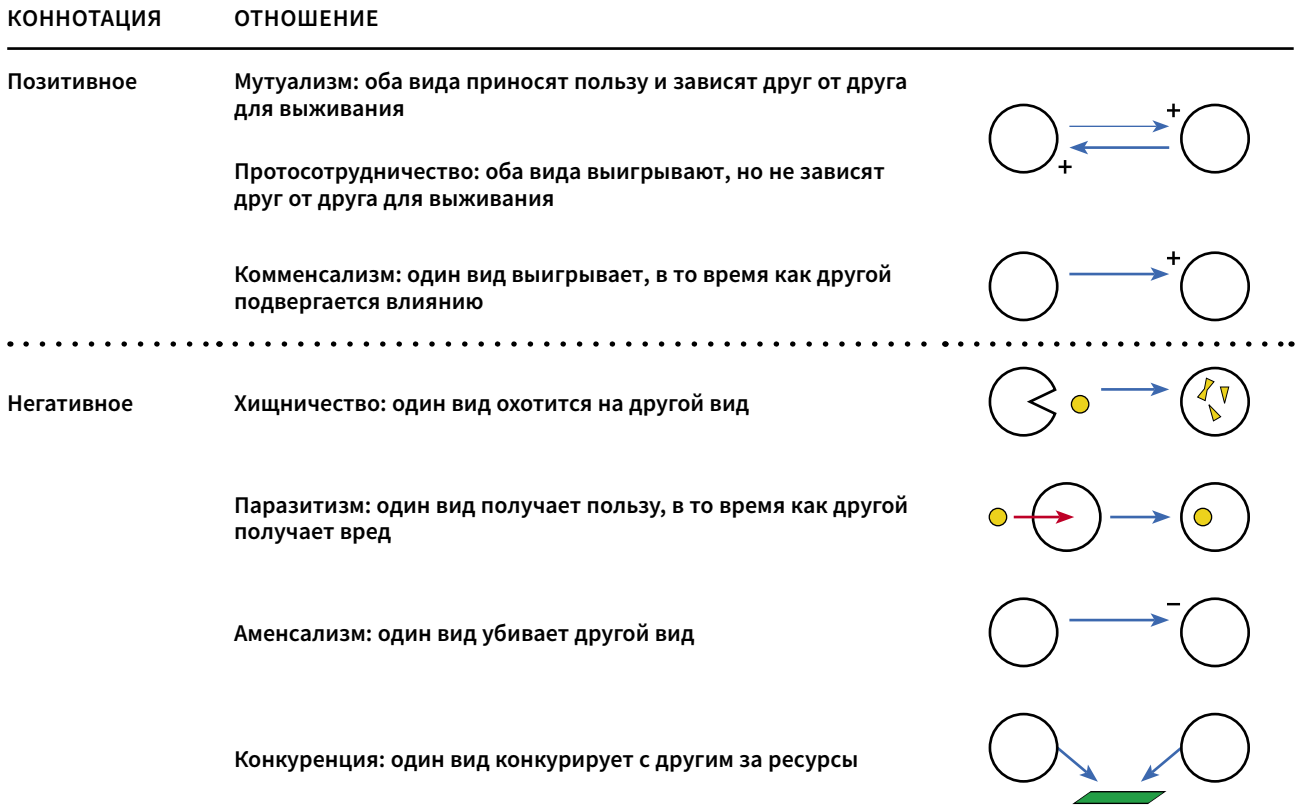 КОННОТАЦИЯ ОТНОШЕНИЕ
Позитивное Мутуализм: оба вида приносят пользу и зависят друг от друга
для выживания
+
+
Протосотрудничество: оба вида выигрывают, но не зависят
друг от друга для выживания
Комменсализм: один вид выигрывает, в то время как другой
подвергается влиянию
+
Негативное Хищничество: один вид охотится на другой вид
Паразитизм: один вид получает пользу, в то время как другой
получает вред
Аменсализм: один вид убивает другой вид
–
Конкуренция: один вид конкурирует с другим за ресурсы